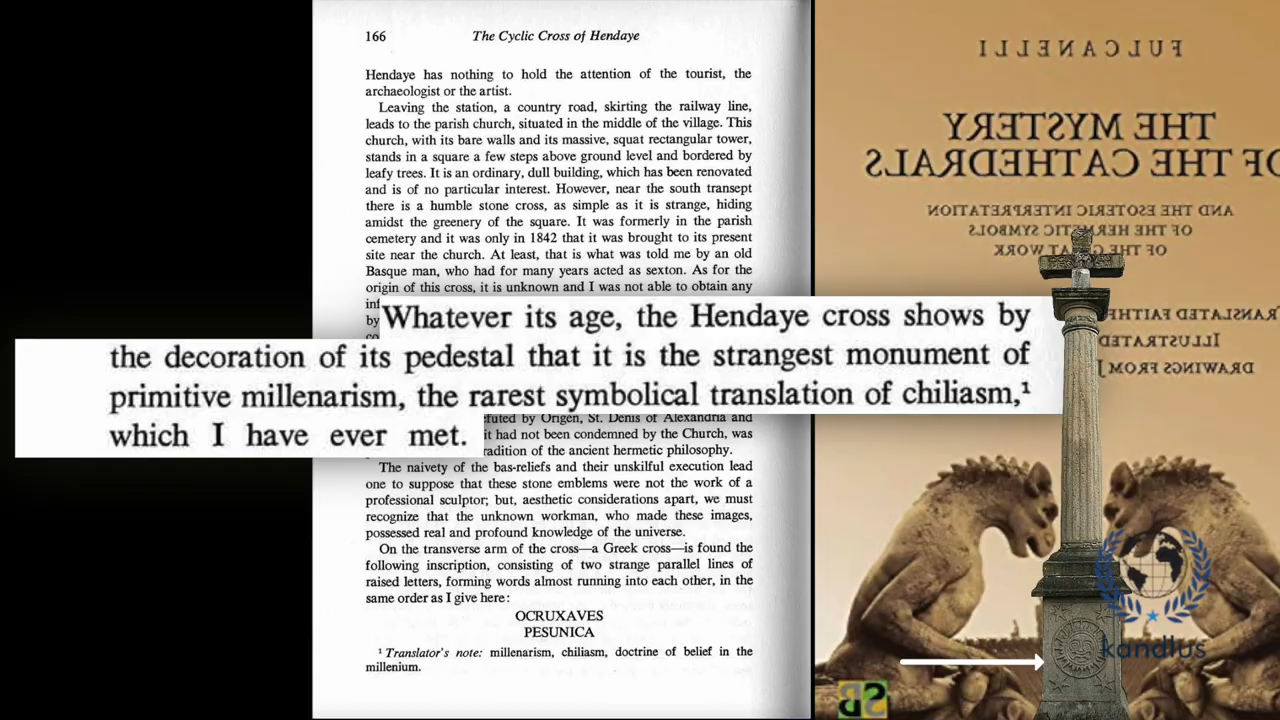 166 The Cyclic Cross of Hendaye
Hendaye has nothing to hold the attention of the tourist, the
archaeologist or the artist.
Leaving the station, a country road, skirting the railway line,
leads to the parish church, situated in the middle of the village. This
church, with its bare walls and its massive, squat rectangular tower,
stands in a square a few steps above ground level and bordered by
leafy trees. It is an ordinary, dull building, which has been renovated
and is of no particular interest. However, near the south transept
there is a humble stone cross, as simple as it is strange, hiding
amidst the greenery of the square. It was formerly in the parish
cemetery and it was only in 1842 that it was brought to its present
site near the church. At least, that is what was told me by an old
Basque man, who had for many years acted as sexton. As for the
origin of this cross, it is unknown and I was not able to obtain any
by
Whatever its age, the Hendaye cross shows by
the decoration of its pedestal that it is the strangest monument of
primitive millenarism, the rarest symbolical translation of chiliasm,¹
which I have ever met.
by Origen, St. Denis of Alexandria and
it had not been condemned by the Church, was
of the ancient hermetic philosophy.
The naivety of the bas-reliefs and their unskilful execution lead
one to suppose that these stone emblems were not the work of a
professional sculptor; but, aesthetic considerations apart, we must
recognize that the unknown workman, who made these images,
possessed real and profound knowledge of the universe.
On the transverse arm of the cross—a Greek cross—is found the
following inscription, consisting of two strange parallel lines of
raised letters, forming words almost running into each other, in the
same order as I give here:
OCRUXAVES
PESUNICA
¹ Translator's note: millenarism, chiliasm, doctrine of belief in the
millenium.
FULCANELLI
THE MYSTERY
OF THE CATHEDRALS
AND THE ESOTERIC INTERPRETATION
OF THE HERMETIC SYMBOLS
OF THE GREAT WORK
TRANSLATED
ILLUSTRATED
DRAWINGS FROM J
kandlus
SB